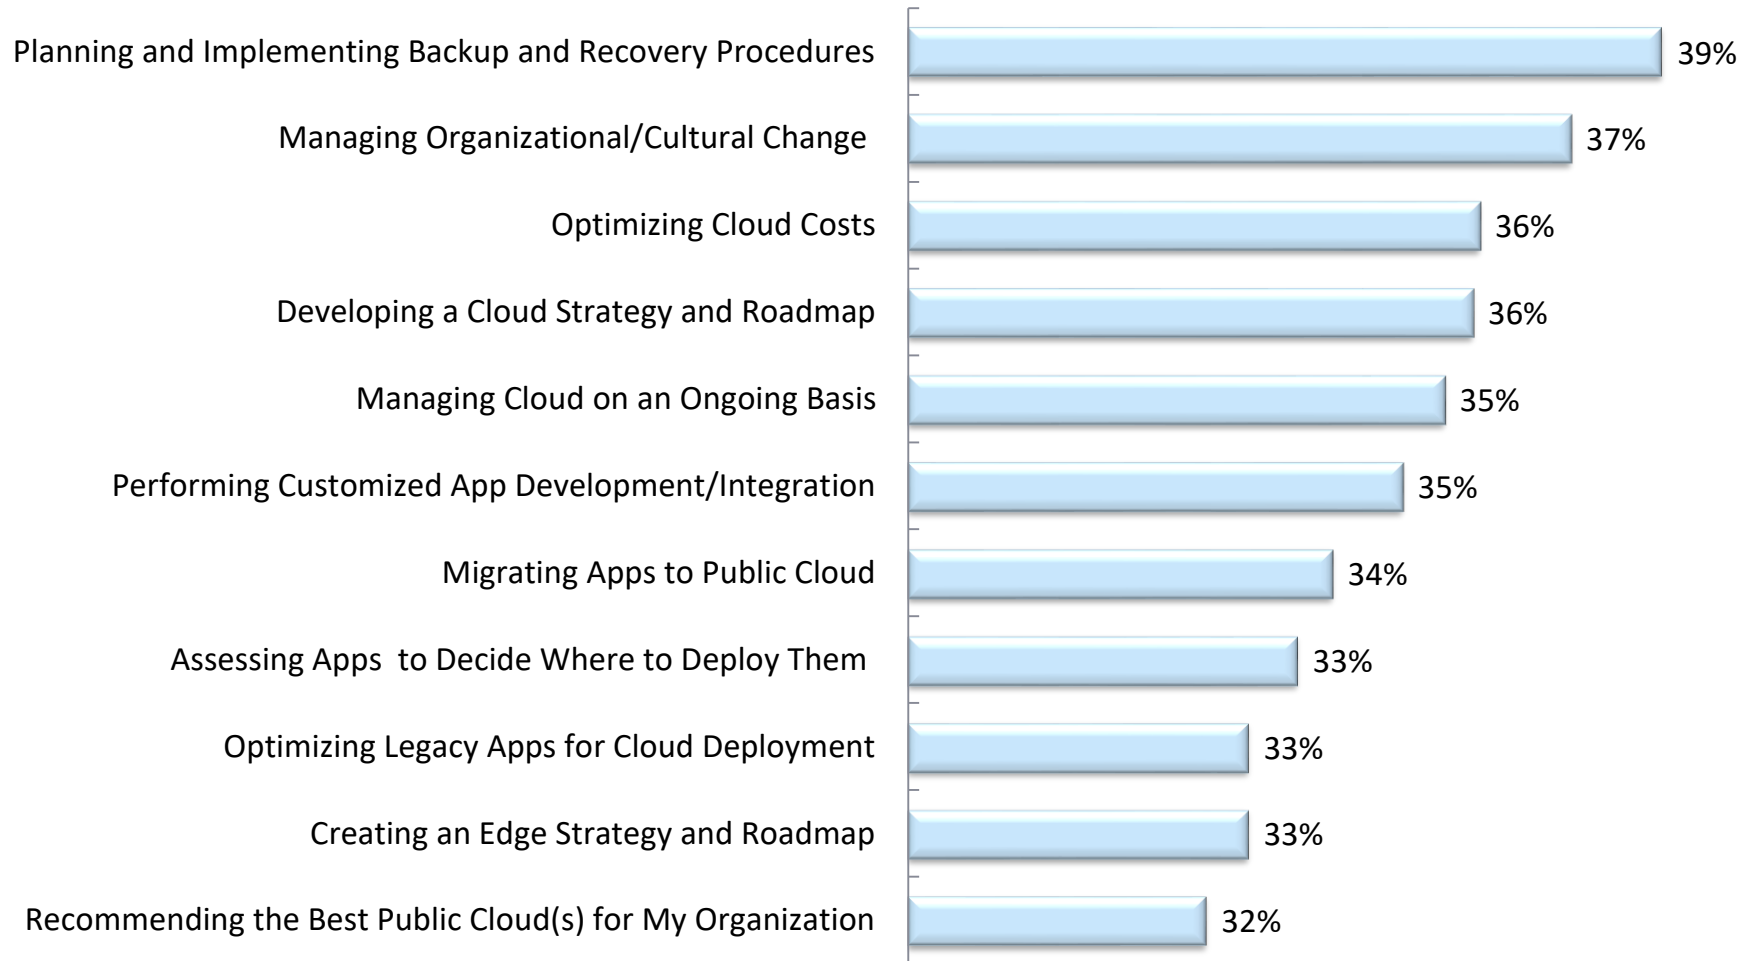 Planning and Implementing Backup and Recovery Procedures 39%
Managing Organizational/Cultural Change 37%
Optimizing Cloud Costs 36%
Developing a Cloud Strategy and Roadmap 36%
Managing Cloud on an Ongoing Basis 35%
Performing Customized App Development/Integration 35%
Migrating Apps to Public Cloud 34%
Assessing Apps  to Decide Where to Deploy Them 33%
Optimizing Legacy Apps for Cloud Deployment 33%
Creating an Edge Strategy and Roadmap 33%
Recommending the Best Public Cloud(s) for My Organization 32%